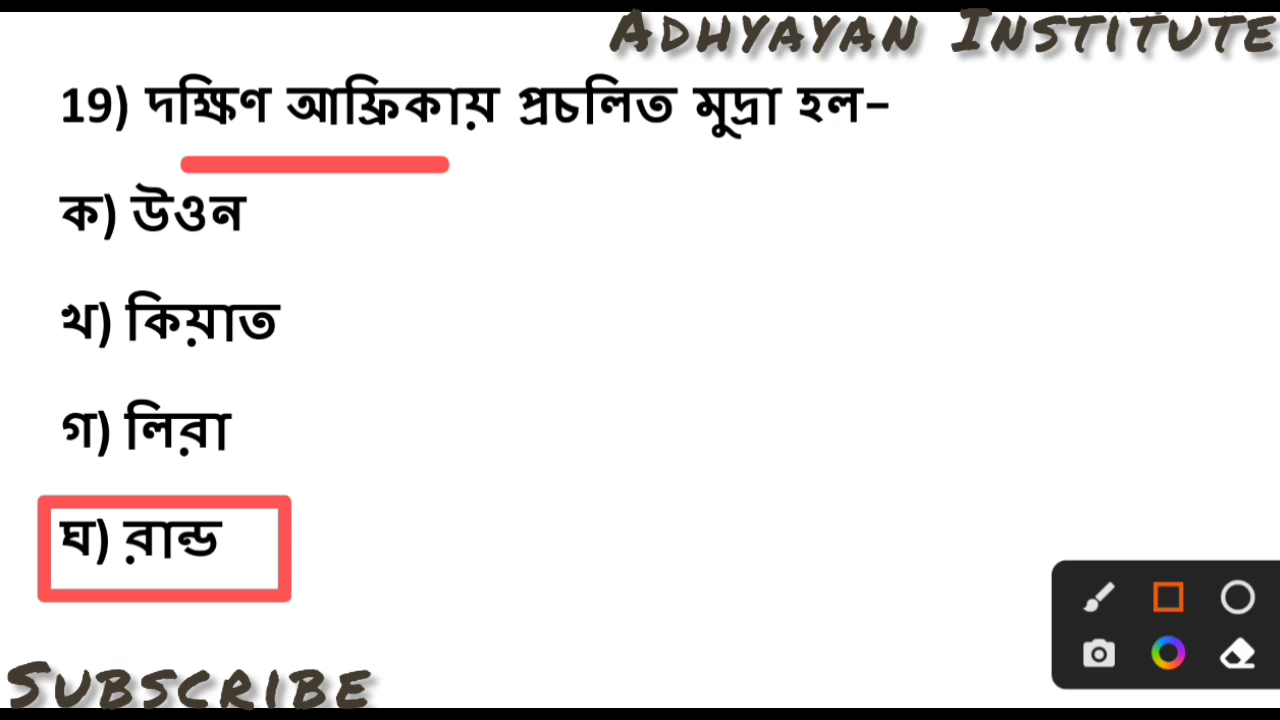 ADHYAYAN INSTITUTE
19) দক্ষিণ আফ্রিকায় প্রচলিত মুদ্রা হল–
ক) উওন
খ) কিয়াত
গ) লিরা
ঘ) রান্ড
SUBSCRIBE